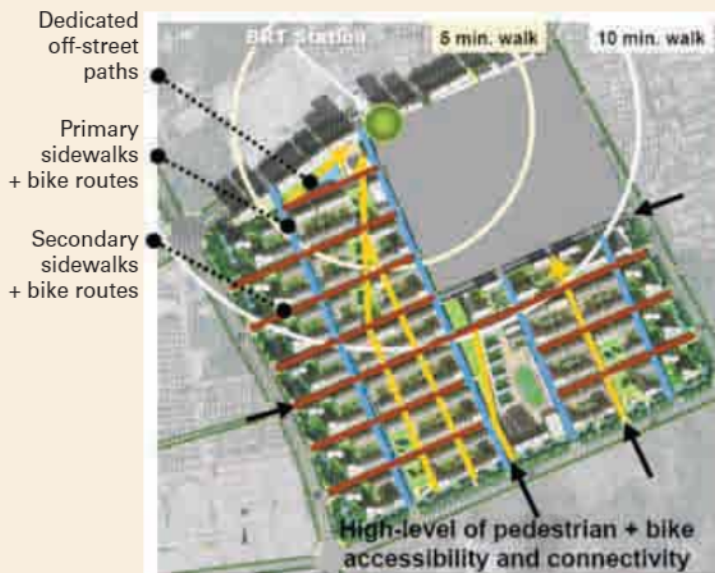 Dedicated
off-street
paths
Primary
sidewalks
+ bike routes
Secondary
sidewalks
+ bike routes
BRT Station
5 min. walk
10 min. walk
High-level of pedestrian + bike
accessibility and connectivity